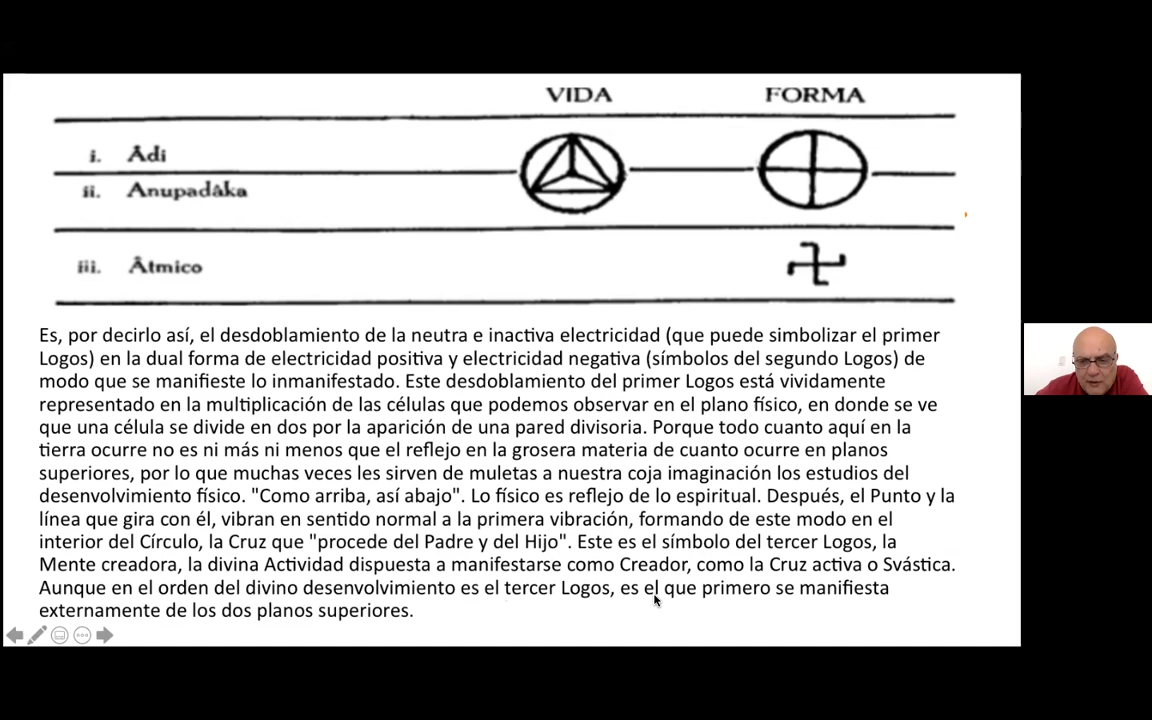 VIDA FORMA
i. Âdi
ii. Anupadâka
iii. Âtmico
Es, por decirlo así, el desdoblamiento de la neutra e inactiva electricidad (que puede simbolizar el primer
Logos) en la dual forma de electricidad positiva y electricidad negativa (símbolos del segundo Logos) de
modo que se manifieste lo inmanifestado. Este desdoblamiento del primer Logos está vividamente
representado en la multiplicación de las células que podemos observar en el plano físico, en donde se ve
que una célula se divide en dos por la aparición de una pared divisoria. Porque todo cuanto aquí en la
tierra ocurre no es ni más ni menos que el reflejo en la grosera materia de cuanto ocurre en planos
superiores, por lo que muchas veces les sirven de muletas a nuestra coja imaginación los estudios del
desenvolvimiento físico. "Como arriba, así abajo". Lo físico es reflejo de lo espiritual. Después, el Punto y la
línea que gira con él, vibran en sentido normal a la primera vibración, formando de este modo en el
interior del Círculo, la Cruz que "procede del Padre y del Hijo". Este es el símbolo del tercer Logos, la
Mente creadora, la divina Actividad dispuesta a manifestarse como Creador, como la Cruz activa o Svástica.
Aunque en el orden del divino desenvolvimiento es el tercer Logos, es el que primero se manifiesta
externamente de los dos planos superiores.